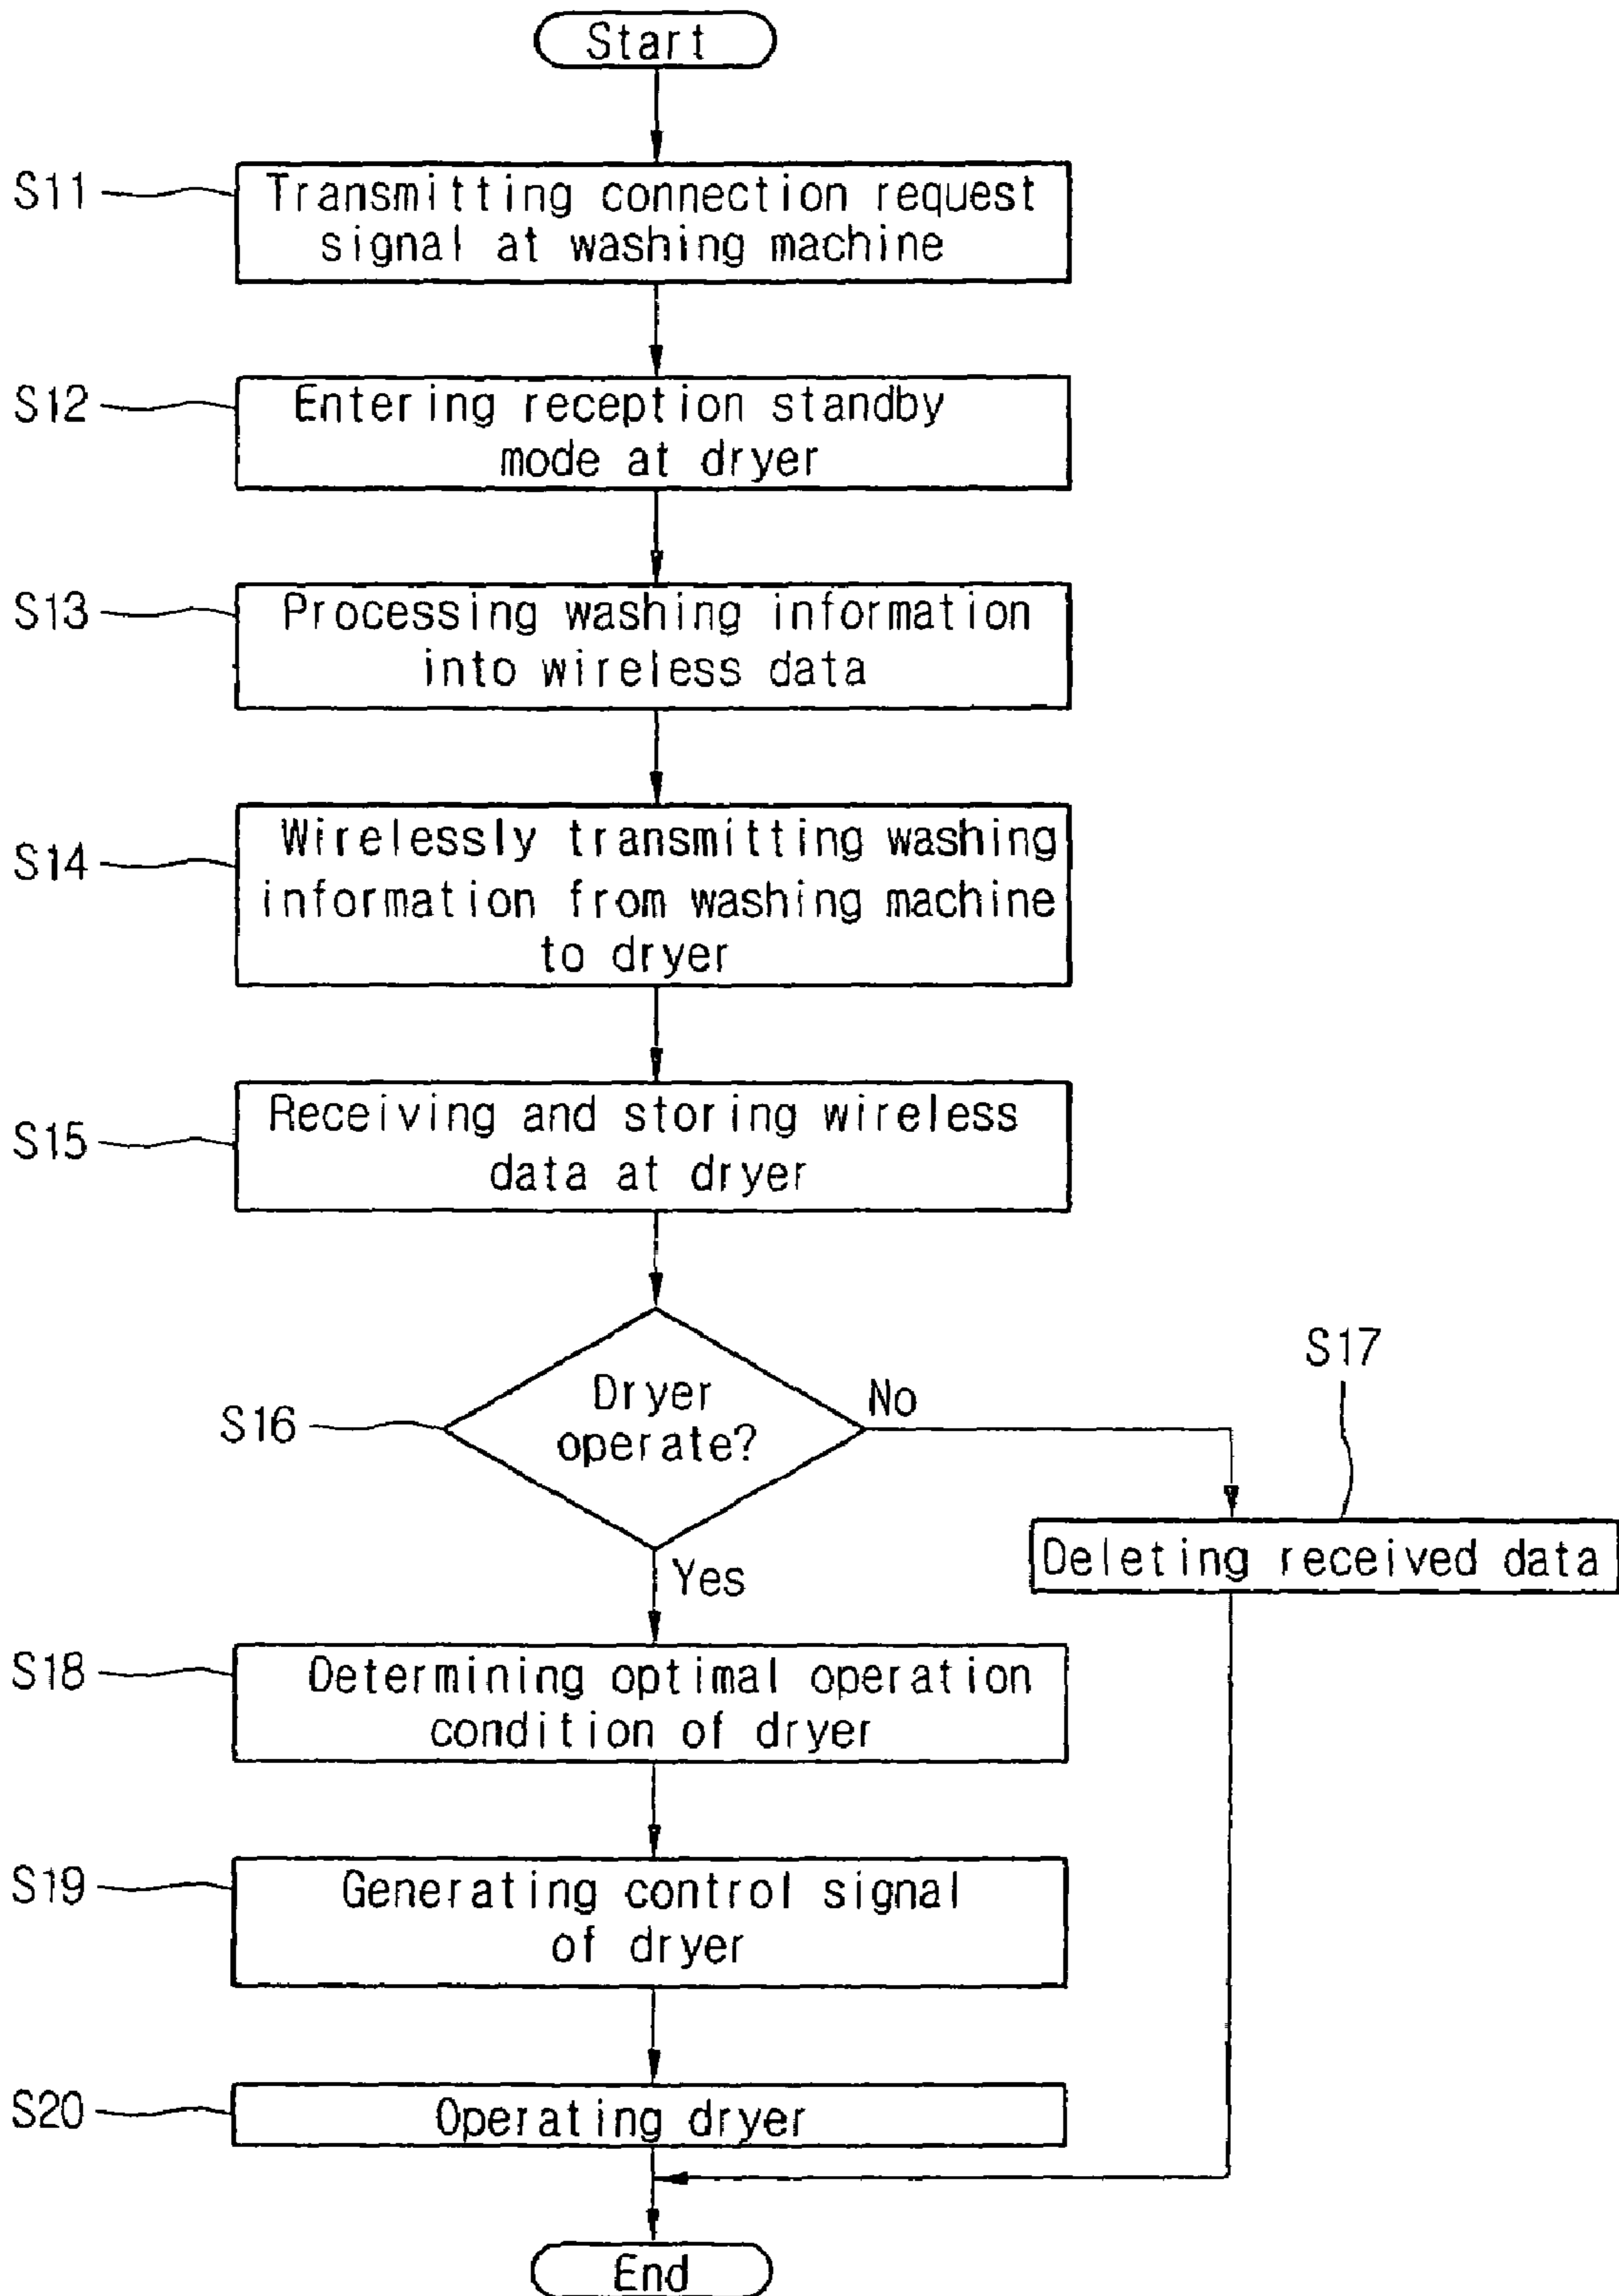 Start
S11
Transmitting connection request
signal at washing machine
S12
Entering reception standby
mode at dryer
S13
Processing washing information
into wireless data
S14
Wirelessly transmitting washing
information from washing machine
to dryer
S15
Receiving and storing wireless
data at dryer
S16
Dryer
operate?
No
S17
Deleting received data
Yes
S18
Determining optimal operation
condition of dryer
S19
Generating control signal
of dryer
S20
Operating dryer
End